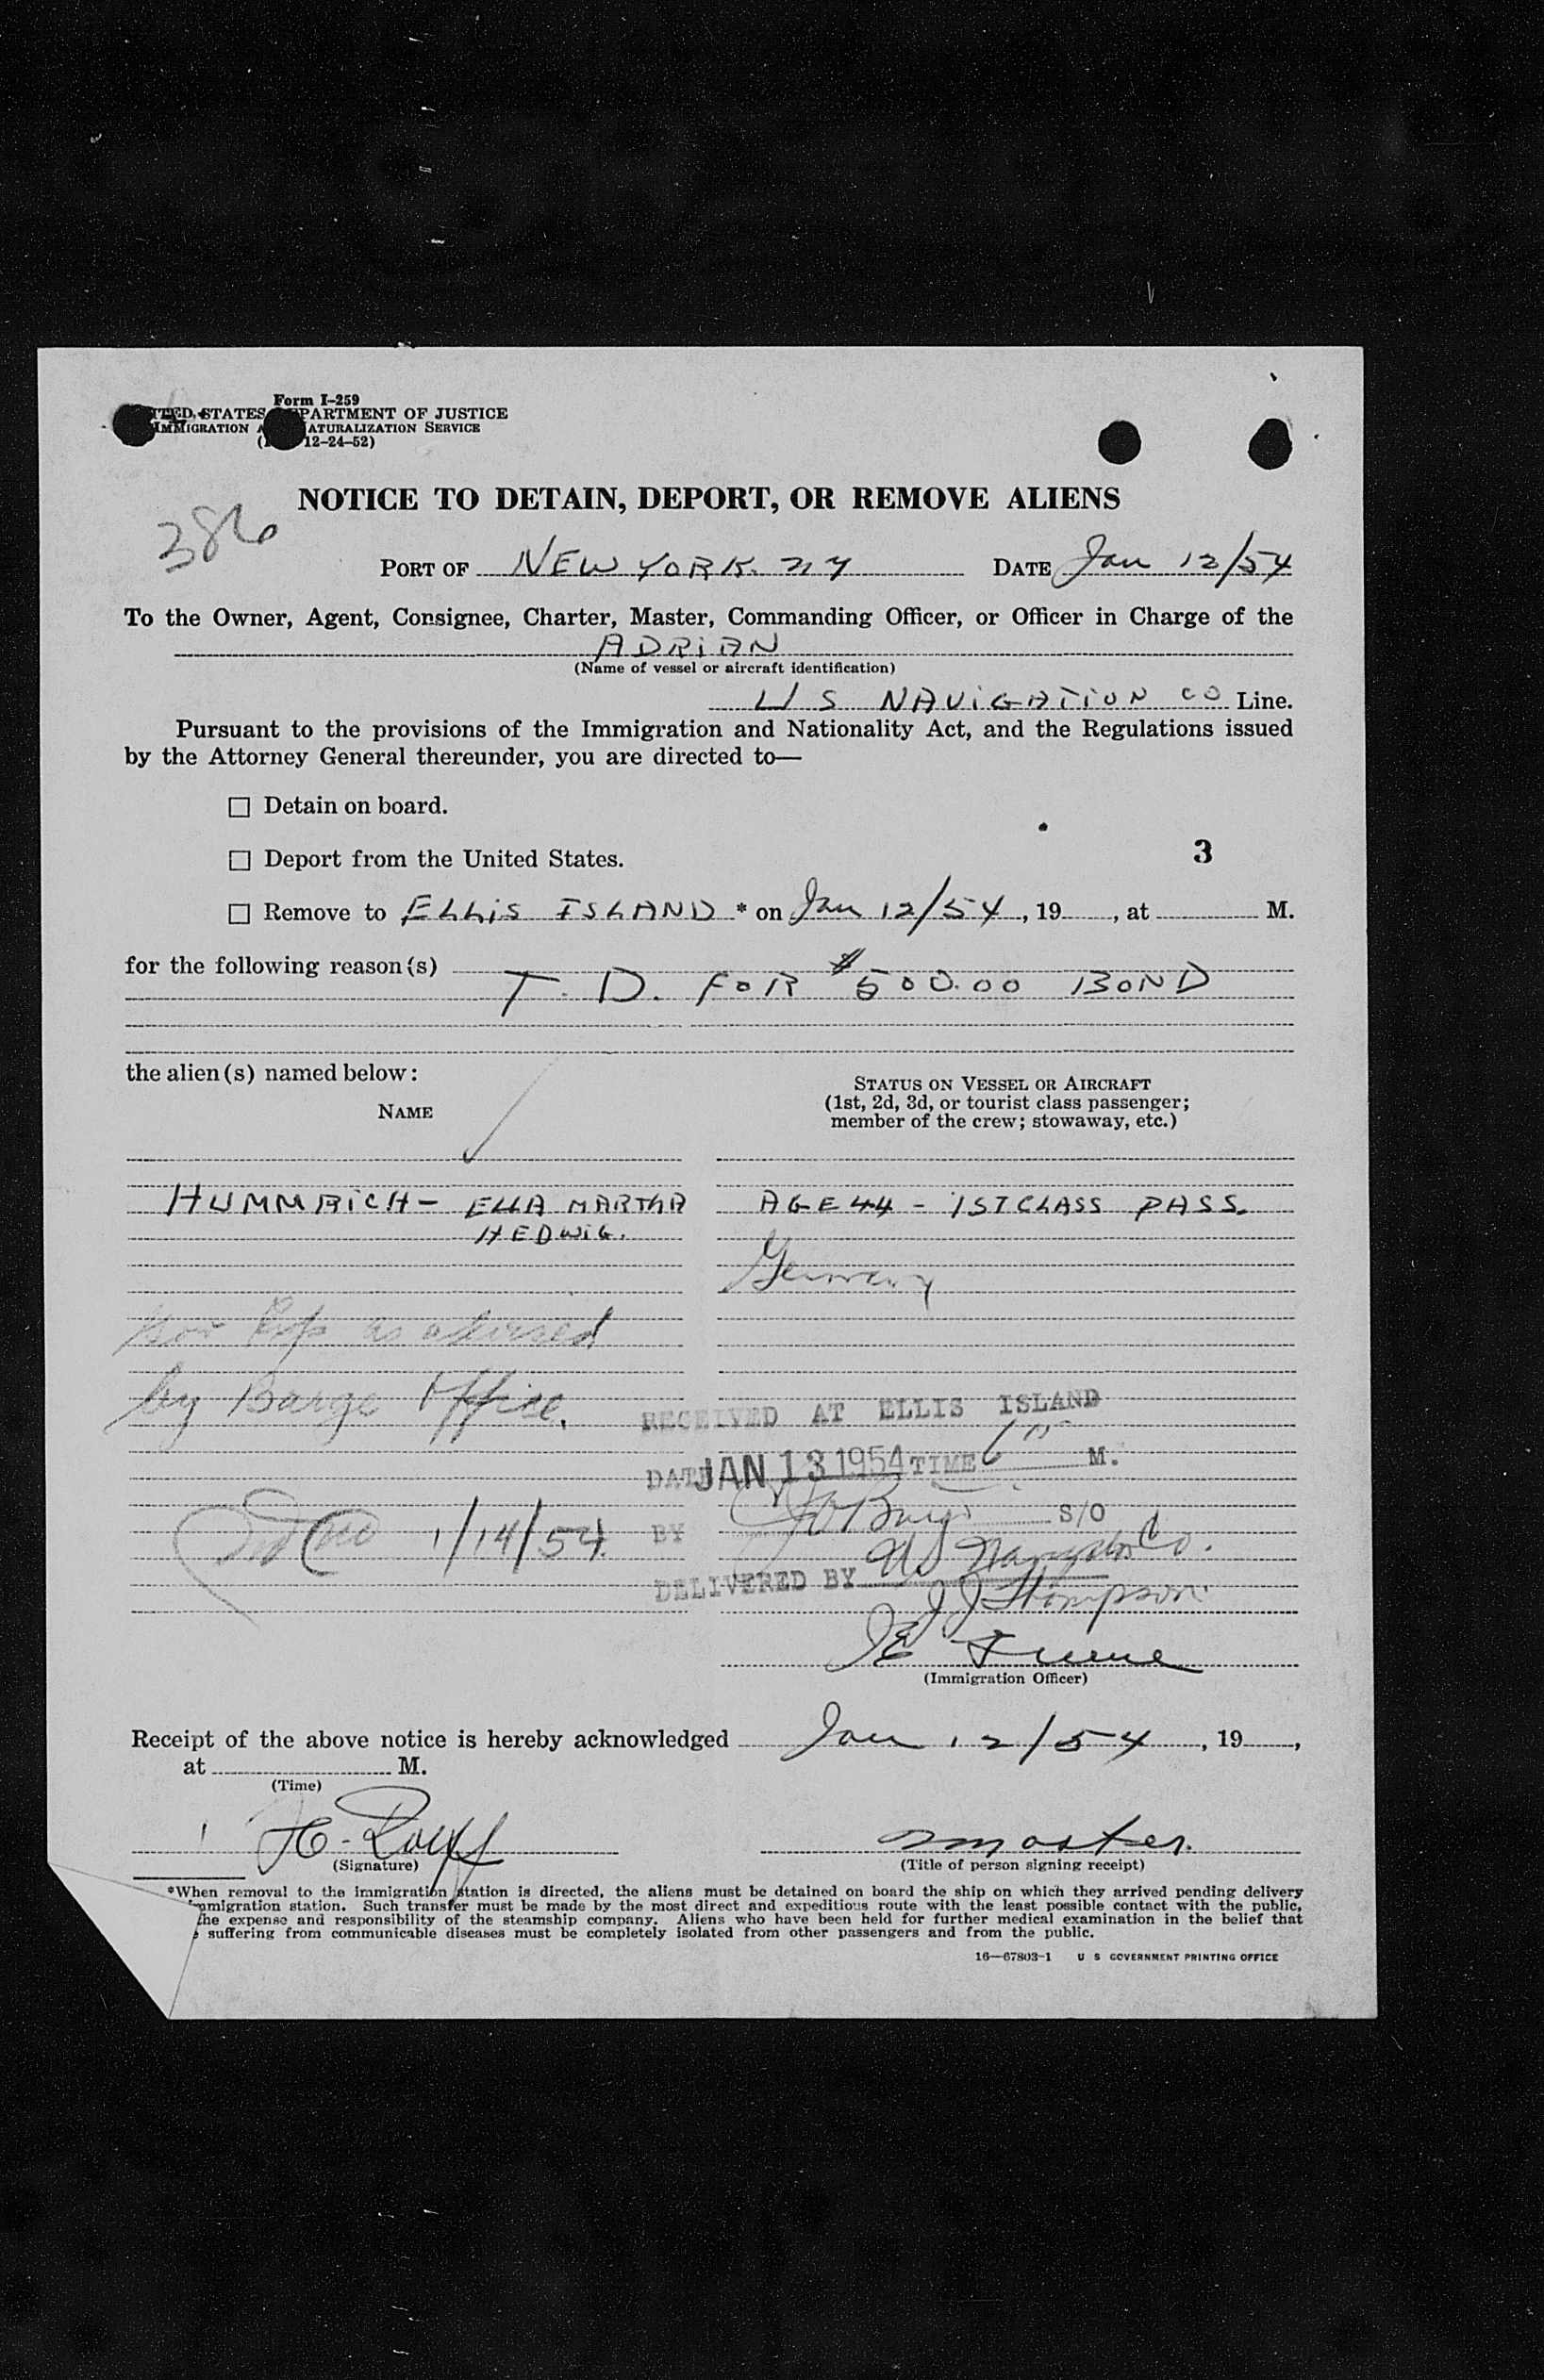 Form I-259
UNITED STATES DEPARTMENT OF JUSTICE
IMMIGRATION AND NATURALIZATION SERVICE
12-24-52)
386
NOTICE TO DETAIN, DEPORT, OR REMOVE ALIENS
PORT OF NEW YORK. NY DATE Jan 12/54
To the Owner, Agent, Consignee, Charter, Master, Commanding Officer, or Officer in Charge of the
ADRIAN
(Name of vessel or aircraft identification)
U S NAVIGATION CO Line.
Pursuant to the provisions of the Immigration and Nationality Act, and the Regulations issued
by the Attorney General thereunder, you are directed to—
☐ Detain on board.
☐ Deport from the United States.
3
☐ Remove to ELLIS ISLAND * on Jan 12/54, 19, at M.
for the following reason(s)
T. D. FOR $500.00 BOND
the alien(s) named below:
NAME
STATUS ON VESSEL OR AIRCRAFT
(1st, 2d, 3d, or tourist class passenger;
member of the crew; stowaway, etc.)
HUMMRICH- ELLA MARTHA AGE 44 - 1ST CLASS PASS.
HEDWIG.
Germany
as advised
by Barge Office.
RECEIVED AT ELLIS ISLAND
DATE JAN 13 1954 TIME 6 M.
1/14/54 BY S/O
DELIVERED BY US Navigation Co.
J J Thompson
(Immigration Officer)
Receipt of the above notice is hereby acknowledged Jan 12/54, 19,
at M.
(Time)
master.
(Signature) (Title of person signing receipt)
*When removal to the immigration station is directed, the aliens must be detained on board the ship on which they arrived pending delivery
immigration station. Such transfer must be made by the most direct and expeditious route with the least possible contact with the public,
the expense and responsibility of the steamship company. Aliens who have been held for further medical examination in the belief that
suffering from communicable diseases must be completely isolated from other passengers and from the public.
16—67803-1 U S GOVERNMENT PRINTING OFFICE